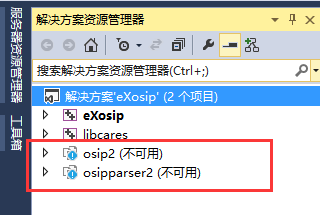 服务器资源管理器
工具箱
解决方案资源管理器
搜索解决方案资源管理器(Ctrl+;)
解决方案'eXosip' (2 个项目)
eXosip
libcares
osip2 (不可用)
osipparser2 (不可用)